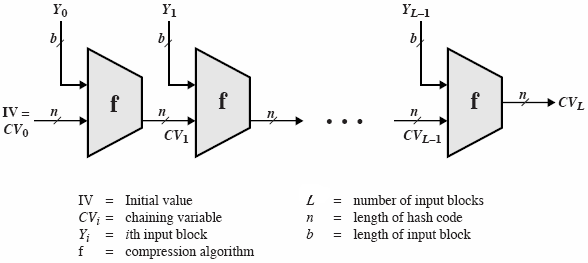 Y0 Y1 YL–1
b b b
f f f
IV = CV0 n n CV1 n • • • n CVL–1 n CVL
IV = Initial value
CVi = chaining variable
Yi = ith input block
f = compression algorithm
L = number of input blocks
n = length of hash code
b = length of input block